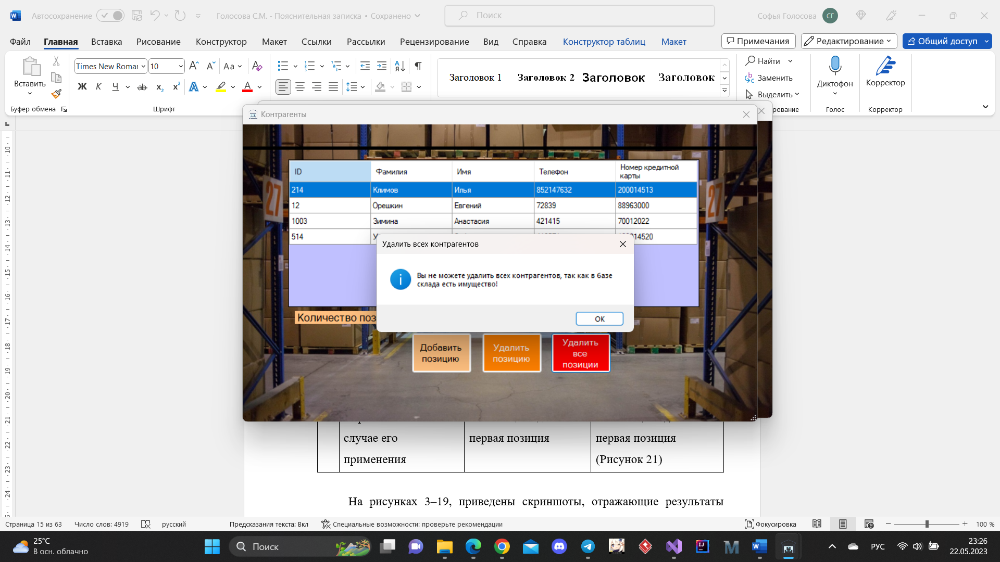 Автосохранение
Голосова С.М. - Пояснительная записка • Сохранено
Поиск
Софья Голосова
СГ
Файл Главная Вставка Рисование Конструктор Макет Ссылки Рассылки Рецензирование Вид Справка Конструктор таблиц Макет
Примечания
Редактирование
Общий доступ
Вставить
Times New Roman
10
Буфер обмена
Шрифт
Заголовок 1
Заголовок 2
Заголовок
Заголовок
Найти
Заменить
Выделить
Диктофон
Корректор
рование
Голос
Корректор
Контрагенты
ID Фамилия Имя Телефон Номер кредитной карты
214 Климов Илья 852147632 200014513
12 Орешкин Евгений 72839 88963000
1003 Зимина Анастасия 421415 70012022
514
27
27
Удалить всех контрагентов
Вы не можете удалить всех контрагентов, так как в базе
склада есть имущество!
OK
Количество поз
Добавить
позицию
Удалить
позицию
Удалить
все
позиции
случае его
применения
первая позиция
первая позиция
(Рисунок 21)
На рисунках 3–19, приведены скриншоты, отражающие результаты
Страница 15 из 63
Число слов: 4919
русский
Предсказания текста: Вкл
Специальные возможности: проверьте рекомендации
Фокусировка
100 %
25°C
В осн. облачно
Поиск
РУС
23:26
22.05.2023